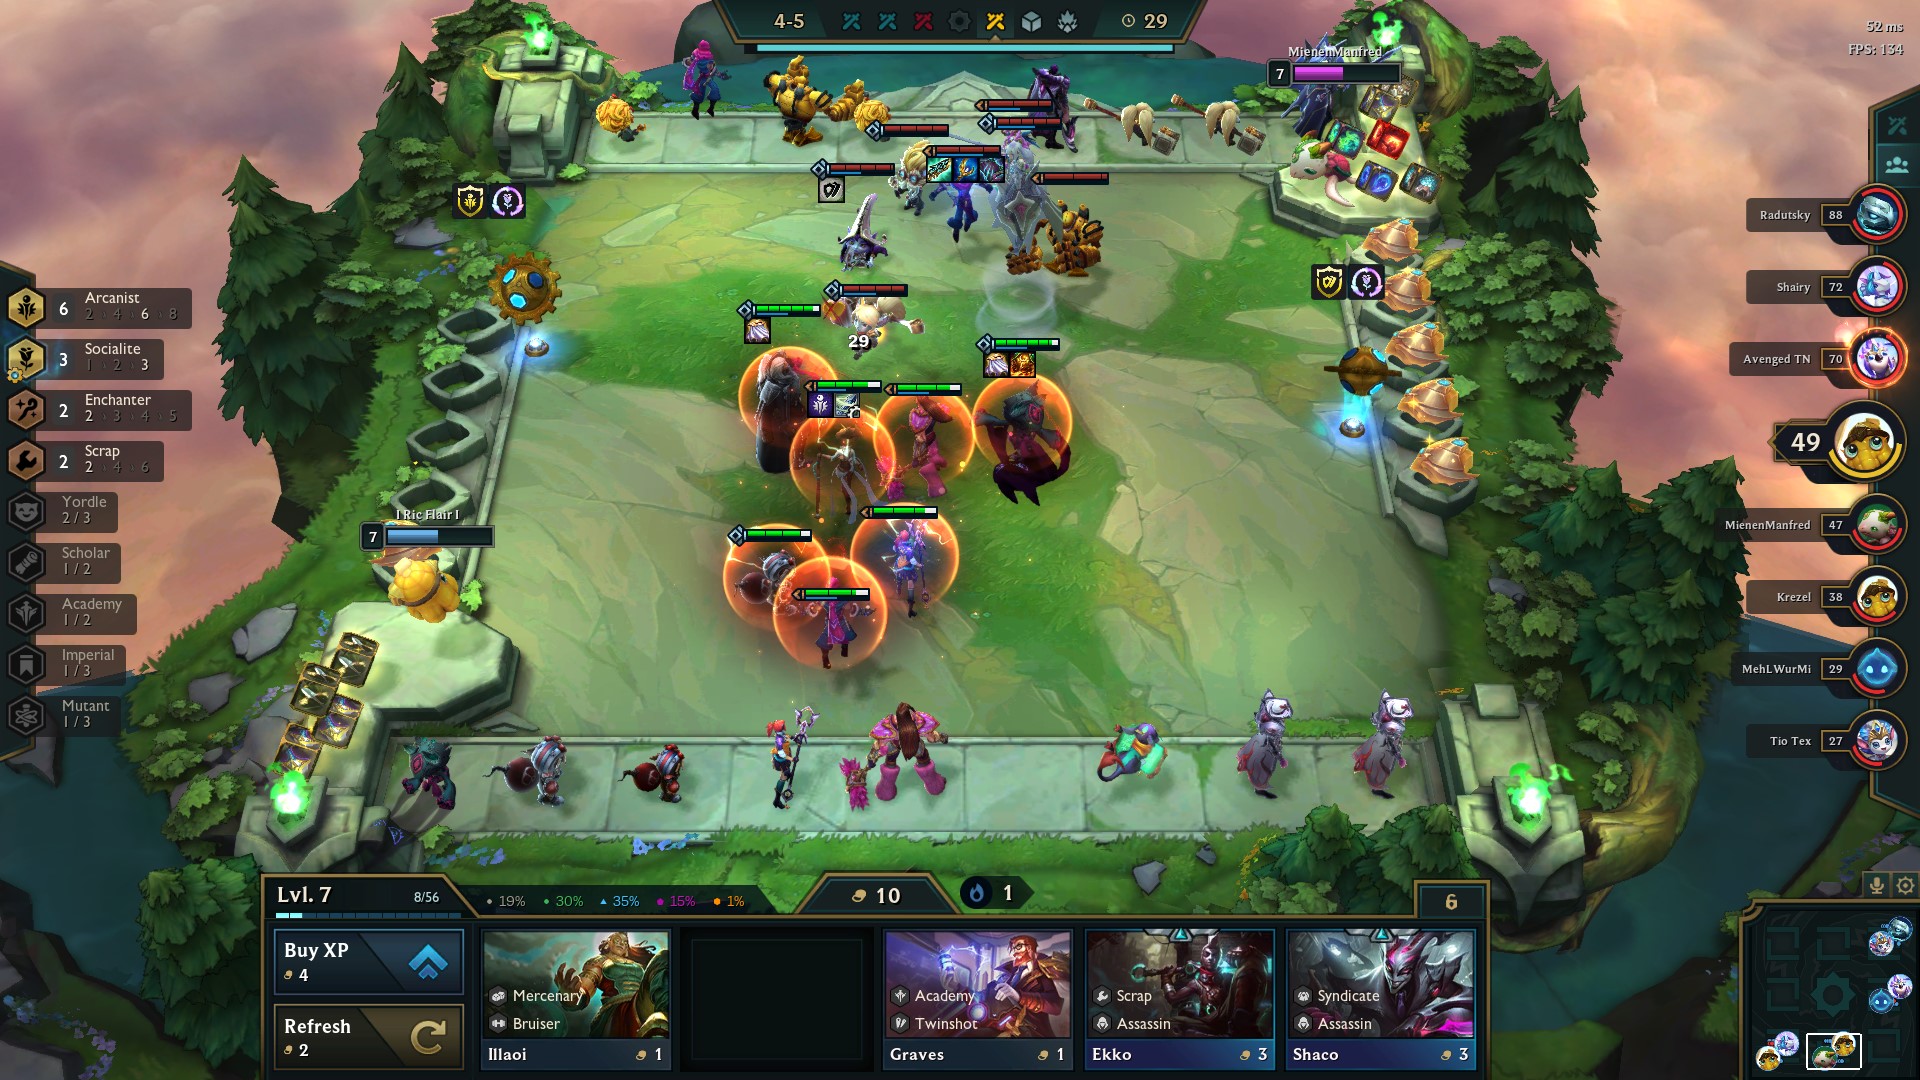 4-5
29
52 ms
FPS: 134
MienenManfred
7
6
Arcanist
2 · 4 · 6 · 8
3
Socialite
1 · 2 · 3
2
Enchanter
2 · 3 · 4 · 5
2
Scrap
2 · 4 · 6
Yordle
2 / 3
Scholar
1 / 2
Academy
1 / 2
Imperial
1 / 3
Mutant
1 / 3
29
I Ric Flair I
7
Radutsky 88
Shairy 72
Avenged TN 70
49
MienenManfred 47
Krezel 38
MehLWurMi 29
Tio Tex 27
Lvl. 7
8/56
19% 30% 35% 15% 1%
10
1
6
Buy XP
4
Refresh
2
Mercenary
Bruiser
Illaoi 1
Academy
Twinshot
Graves 1
Scrap
Assassin
Ekko 3
Syndicate
Assassin
Shaco 3